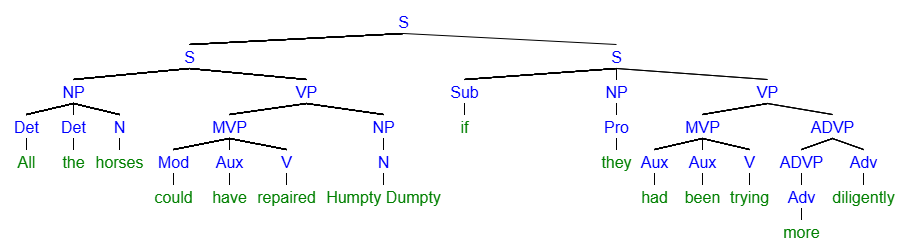 S
S S
NP VP Sub NP VP
Det Det N MVP NP if Pro MVP ADVP
All the horses Mod Aux V N they Aux Aux V ADVP Adv
could have repaired Humpty Dumpty had been trying Adv diligently
more